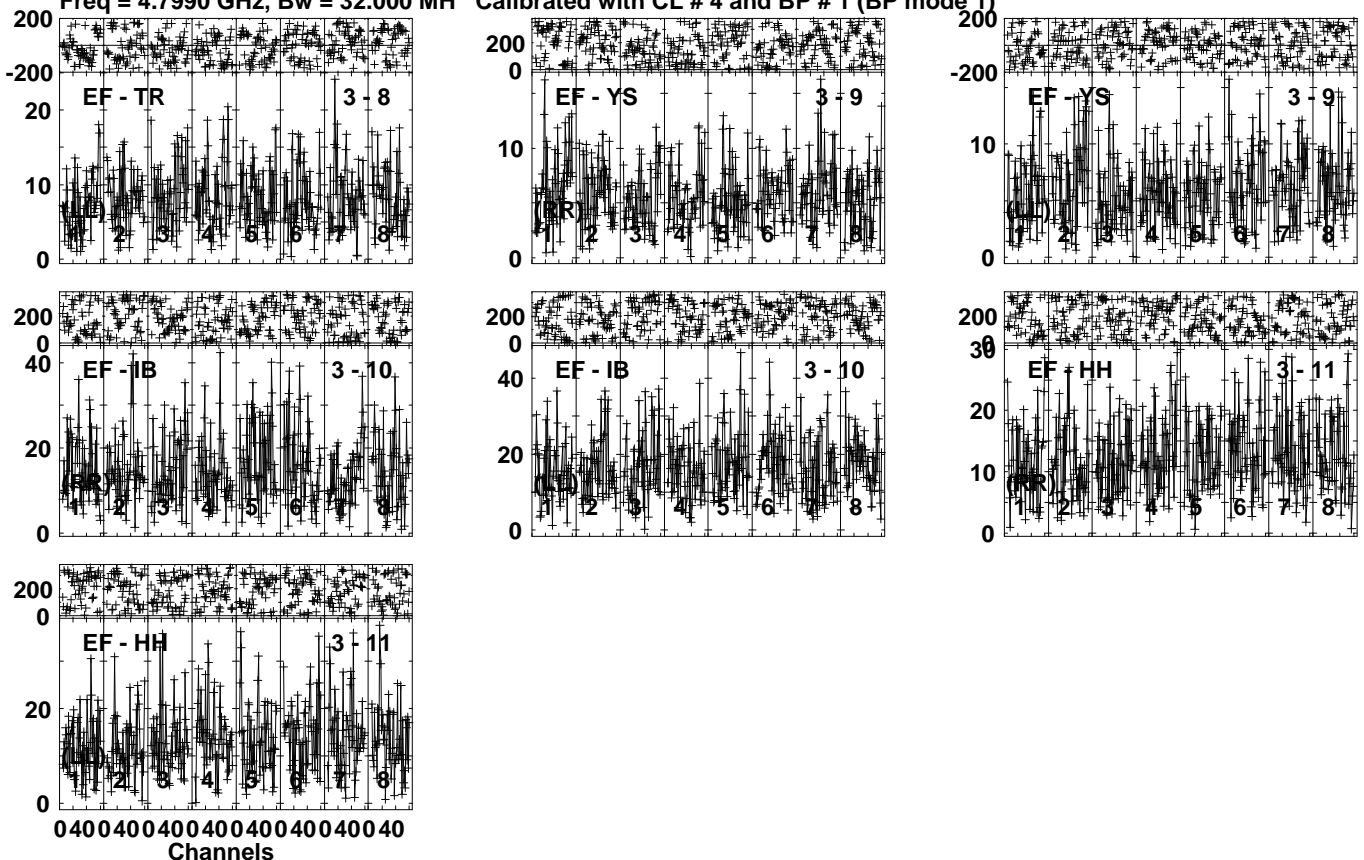 Freq = 4.7990 GHz, Bw = 32.000 MH Calibrated with CL # 4 and BP # 1 (BP mode 1)
200
-200
EF - TR 3 - 8
20
10
(LL)
0
1 2 3 4 5 6 7 8
200
0
EF - YS 3 - 9
10
(RR)
0
1 2 3 4 5 6 7 8
200
-200
EF - YS 3 - 9
10
(LL)
0
1 2 3 4 5 6 7 8
200
0
EF - IB 3 - 10
40
20
(RR)
0
1 2 3 4 5 6 7 8
200
0
EF - IB 3 - 10
40
20
(LL)
0
1 2 3 4 5 6 7 8
200
0
30
EF - HH 3 - 11
20
10
(RR)
0
1 2 3 4 5 6 7 8
200
0
EF - HH 3 - 11
20
(LL)
0
1 2 3 4 5 6 7 8
0 40 0 40 0 40 0 40 0 40 0 40 0 40 0 40
Channels